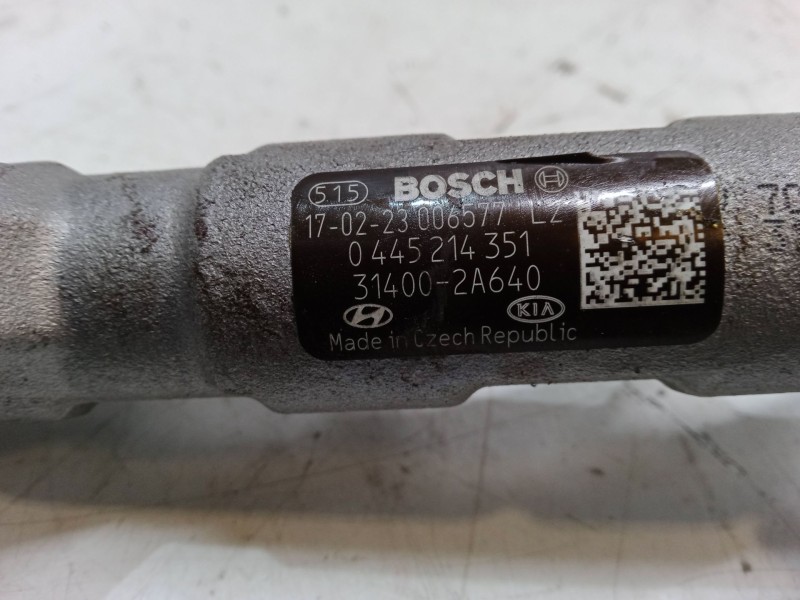 515 BOSCH
17-02-23 006577 L2
0 445 214 351
31400-2A640
KIA
Made in Czech Republic